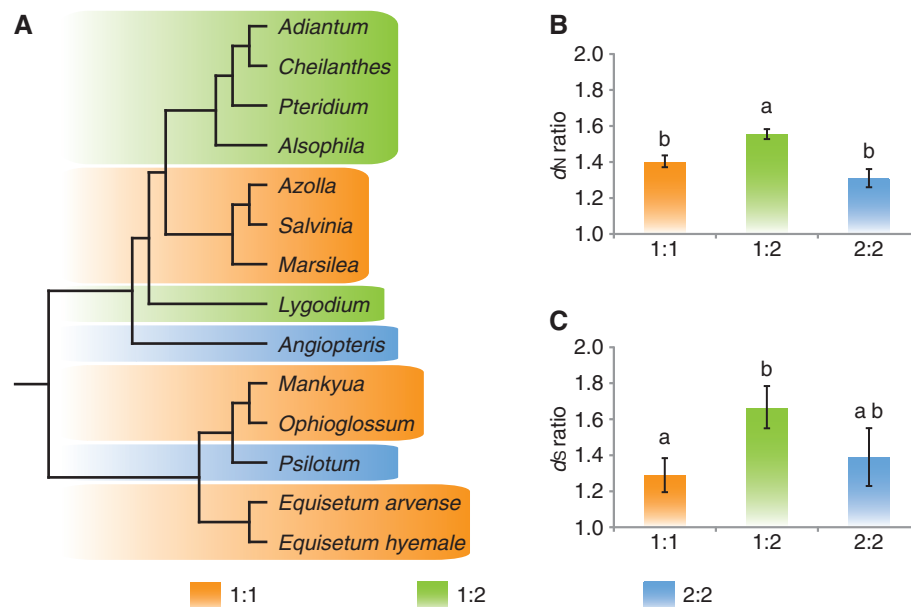 A
Adiantum
Cheilanthes
Pteridium
Alsophila
Azolla
Salvinia
Marsilea
Lygodium
Angiopteris
Mankyua
Ophioglossum
Psilotum
Equisetum arvense
Equisetum hyemale
B
2.0
1.8
1.6
1.4
1.2
1.0
dN ratio
b
a
b
1:1
1:2
2:2
C
2.0
1.8
1.6
1.4
1.2
1.0
dS ratio
a
b
a b
1:1
1:2
2:2
1:1
1:2
2:2